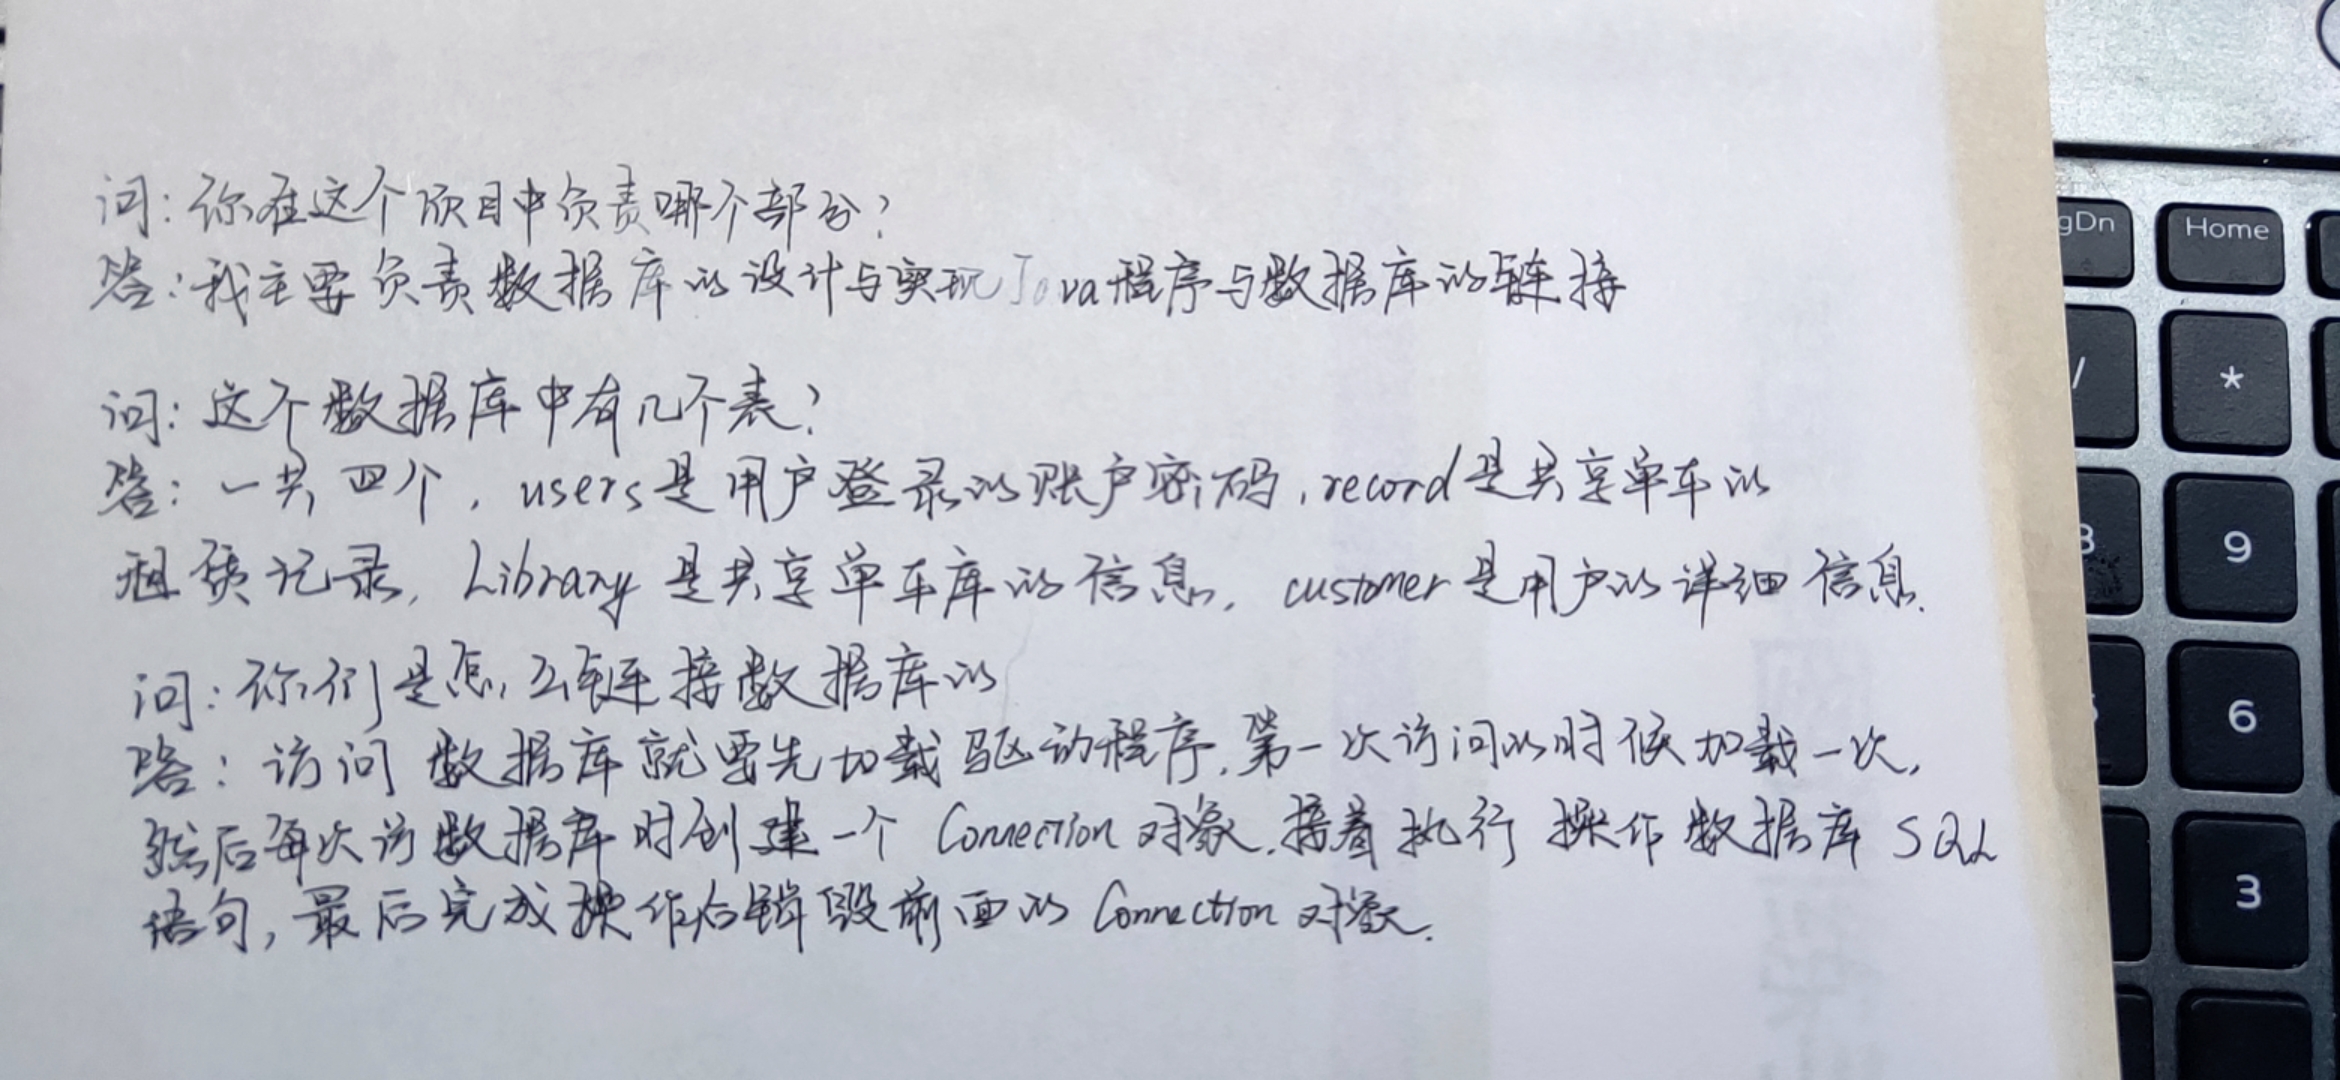 问:你在这个项目中负责哪个部分?
答:我主要负责数据库的设计与实现Java程序与数据库的链接
问:这个数据库中有几个表?
答:一共四个,users是用户登录的账户密码,record是共享单车的
租赁记录,Library是共享单车库的信息,customer是用户的详细信息.
问:你们是怎么链接数据库的
答:访问数据库就要先加载驱动程序,第一次访问的时候加载一次,
然后每次访数据库时创建一个Connection对象,接着执行操作数据库SQL
语句,最后完成操作后销毁前面的Connection对象.
gDn
Home
/
*
9
6
3